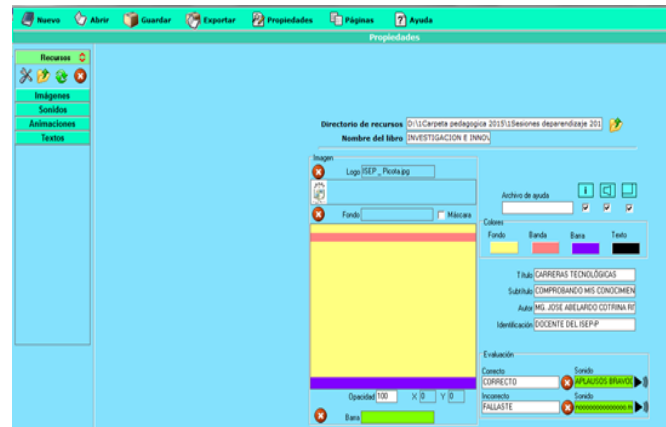 Nuevo Abrir Guardar Exportar Propiedades Páginas Ayuda
Propiedades
Recursos
Imágenes
Sonidos
Animaciones
Textos
Directorio de recursos D:\1Carpeta pedagogica 2015\1Sesiones deparendizaje 201
Nombre del libro INVESTIGACION E INNOV
Imagen
Logo ISEP _ Picota.jpg
Fondo Máscara
Opacidad 100 X 0 Y 0
Barra
Archivo de ayuda
Colores
Fondo Banda Barra Texto
Título CARRERAS TECNOLÓGICAS
Subtítulo COMPROBANDO MIS CONOCIMIEN
Autor MG. JOSE ABELARDO COTRINA
Identificación DOCENTE DEL ISEP-P
Evaluación
Correcto Sonido
CORRECTO APLAUSOS BRAVOO
Incorrecto Sonido
FALLASTE